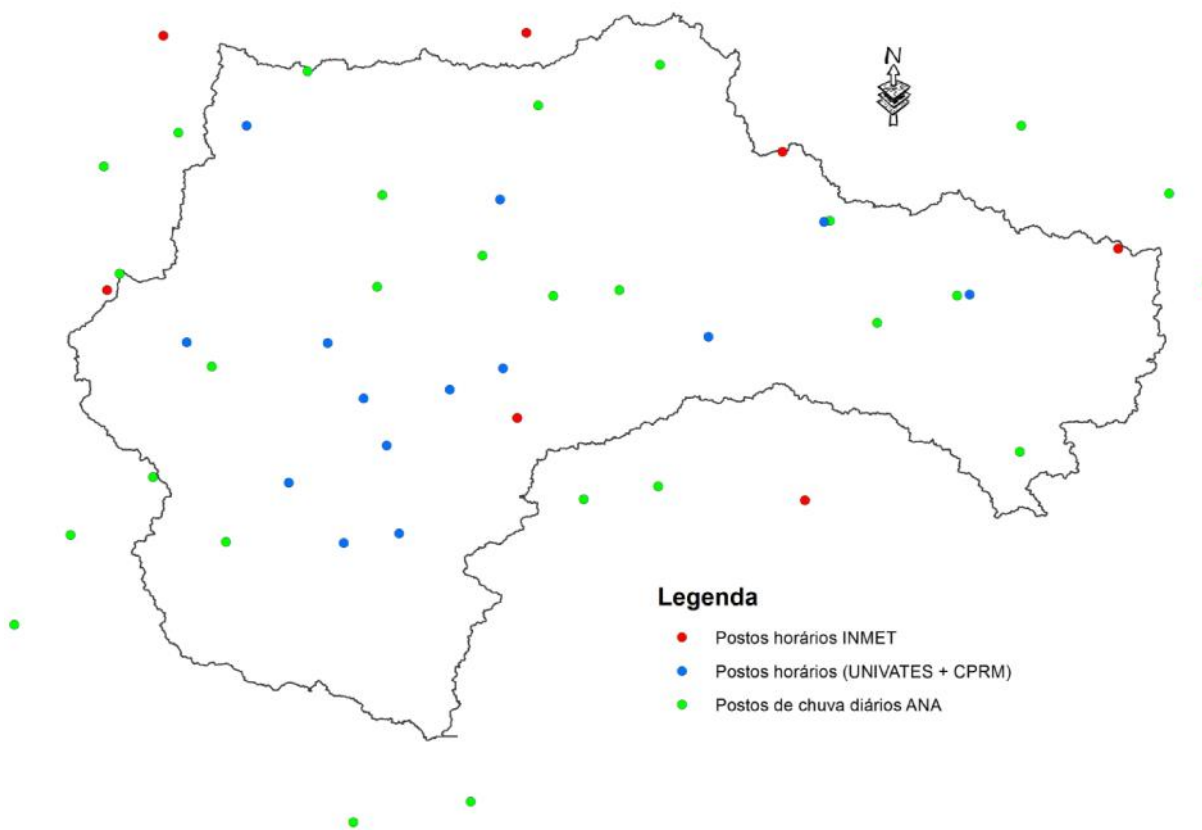 N
Legenda
Postos horários INMET
Postos horários (UNIVATES + CPRM)
Postos de chuva diários ANA